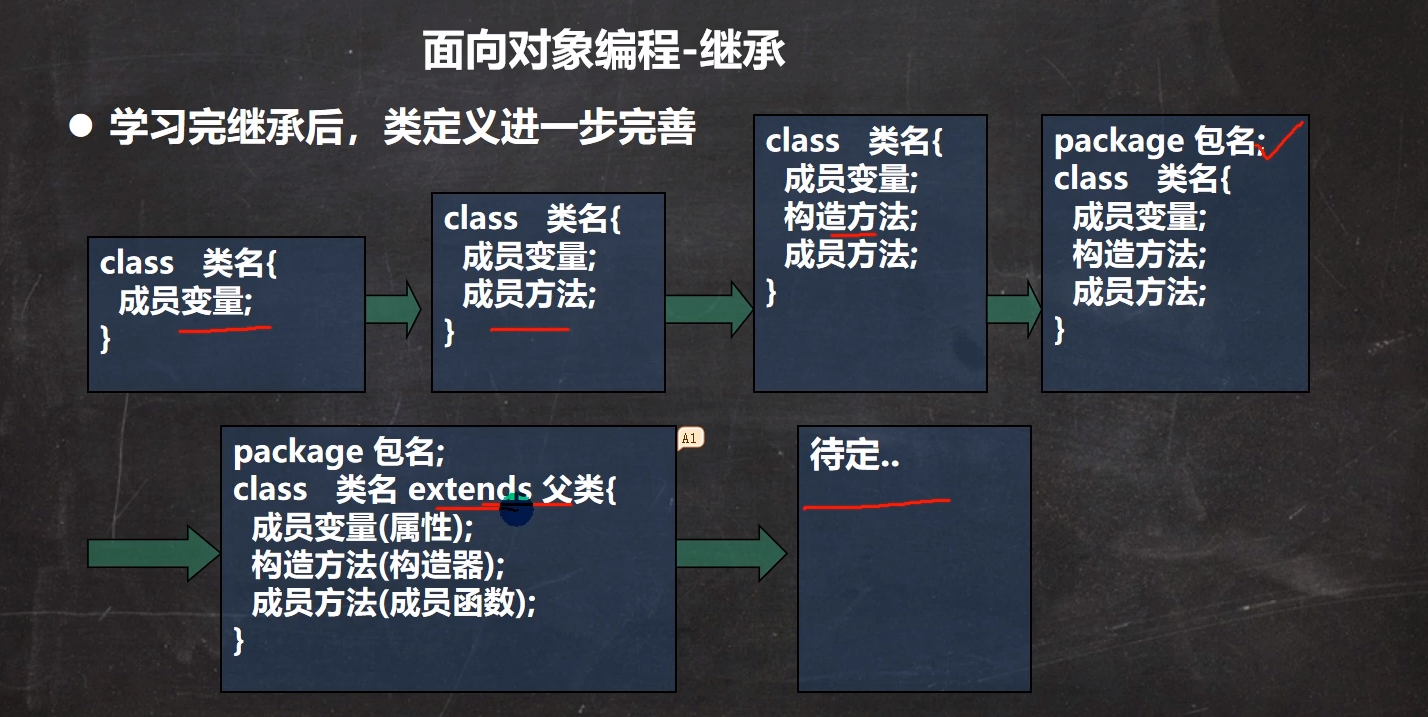 面向对象编程-继承
● 学习完继承后，类定义进一步完善
class 类名{
成员变量;
}
class 类名{
成员变量;
成员方法;
}
class 类名{
成员变量;
构造方法;
成员方法;
}
package 包名;
class 类名{
成员变量;
构造方法;
成员方法;
}
package 包名;
class 类名 extends 父类{
成员变量(属性);
构造方法(构造器);
成员方法(成员函数);
}
A1
待定..